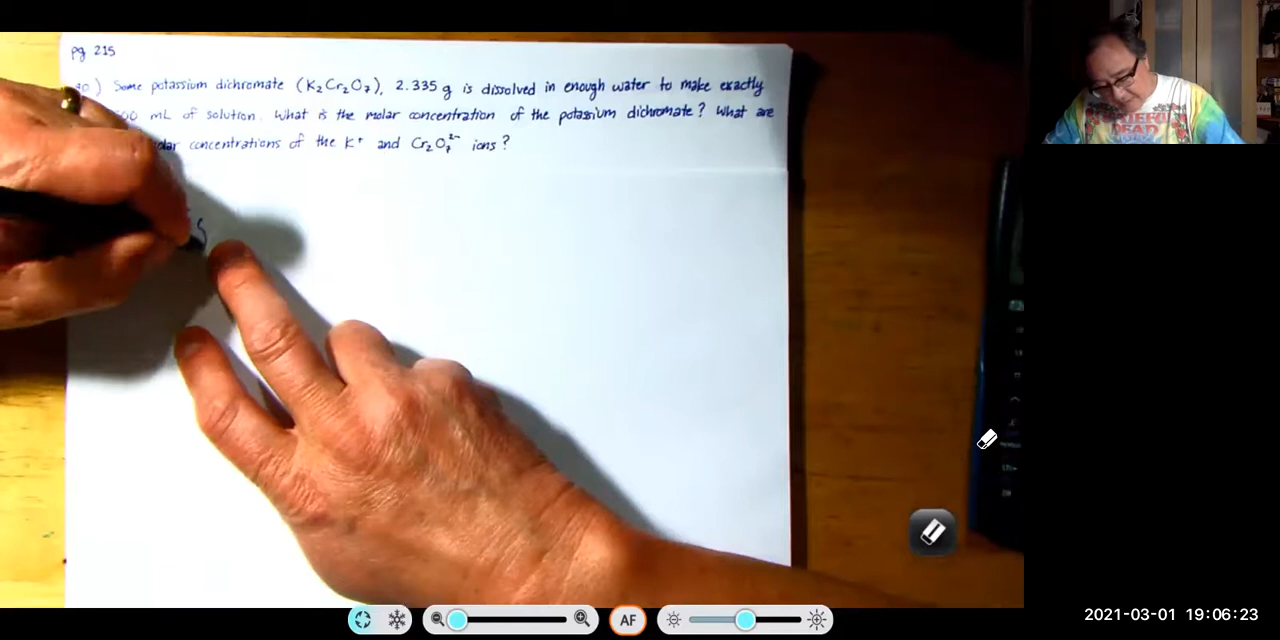 pg 215
Some potassium dichromate (K₂Cr₂O₇), 2.335 g is dissolved in enough water to make exactly
mL of solution. What is the molar concentration of the potassium dichromate? What are
concentrations of the K⁺ and Cr₂O₇²⁻ ions?
AF
2021-03-01 19:06:23